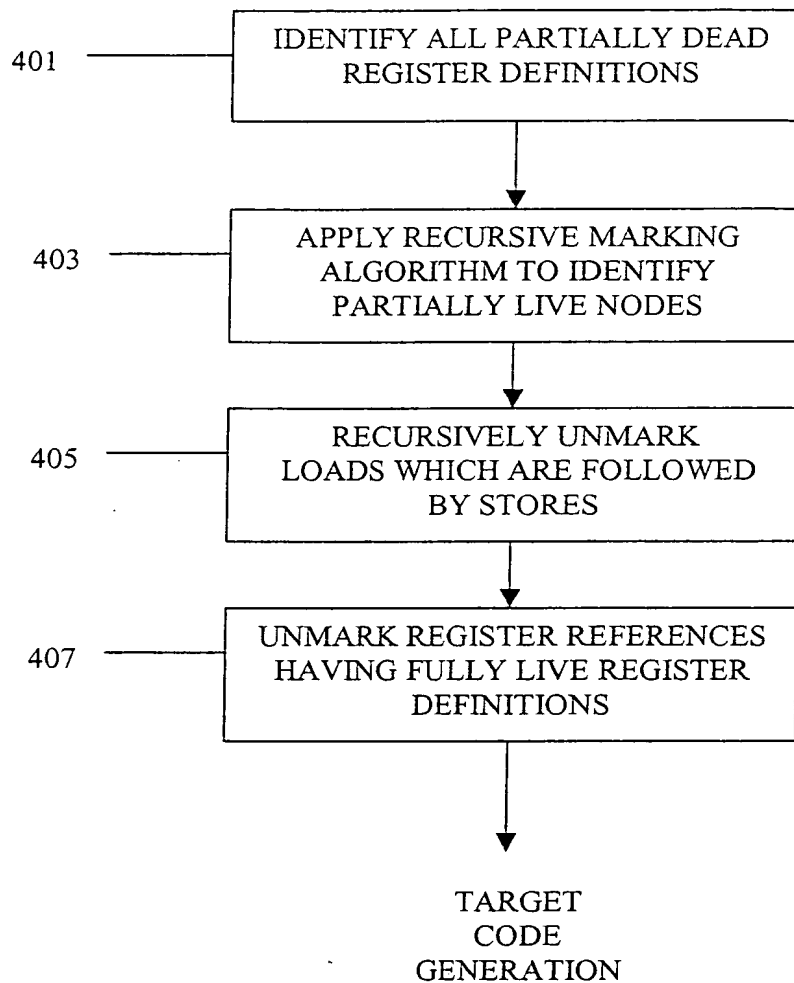 401
IDENTIFY ALL PARTIALLY DEAD
REGISTER DEFINITIONS
403
APPLY RECURSIVE MARKING
ALGORITHM TO IDENTIFY
PARTIALLY LIVE NODES
405
RECURSIVELY UNMARK
LOADS WHICH ARE FOLLOWED
BY STORES
407
UNMARK REGISTER REFERENCES
HAVING FULLY LIVE REGISTER
DEFINITIONS
TARGET
CODE
GENERATION